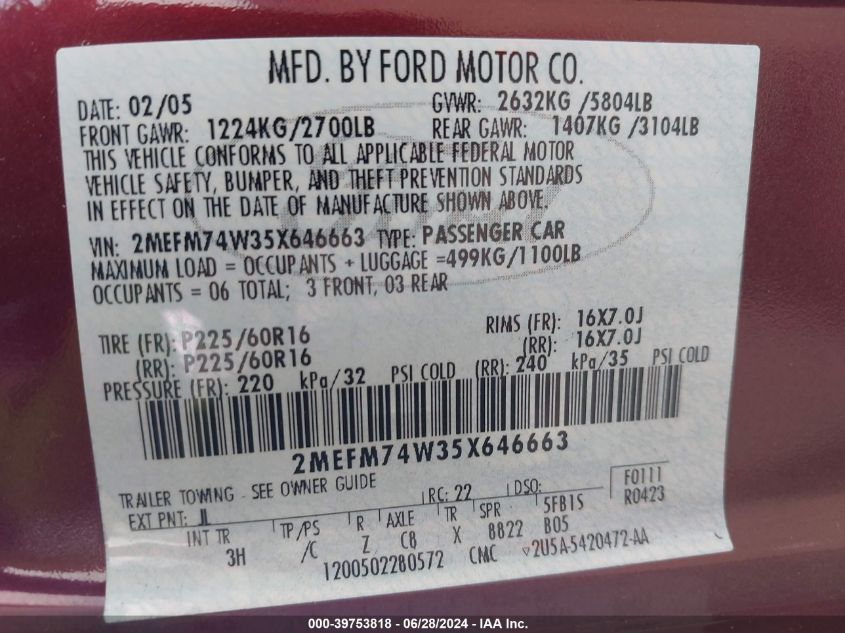 MFD. BY FORD MOTOR CO.
DATE: 02/05 GVWR: 2632KG /5804LB
FRONT GAWR: 1224KG/2700LB REAR GAWR: 1407KG /3104LB
THIS VEHICLE CONFORMS TO ALL APPLICABLE FEDERAL MOTOR
VEHICLE SAFETY, BUMPER, AND THEFT PREVENTION STANDARDS
IN EFFECT ON THE DATE OF MANUFACTURE SHOWN ABOVE.
VIN: 2MEFM74W35X646663 TYPE: PASSENGER CAR
MAXIMUM LOAD = OCCUPANTS + LUGGAGE =499KG/1100LB
OCCUPANTS = 06 TOTAL; 3 FRONT, 03 REAR
TIRE (FR): P225/60R16 RIMS (FR): 16X7.0J
(RR): P225/60R16 (RR): 16X7.0J
PRESSURE (FR): 220 kPa/32 PSI COLD (RR): 240 kPa/35 PSI COLD
2MEFM74W35X646663
TRAILER TOWING - SEE OWNER GUIDE RC: 22 DSO: F0111
EXT PNT: JL 5FB15 R0423
INT TR TP/PS R AXLE TR SPR B05
3H /C Z C8 X 8822
1200502280572 CMC ▽2U5A-5420472-AA
000-39753818 - 06/28/2024 - IAA Inc.